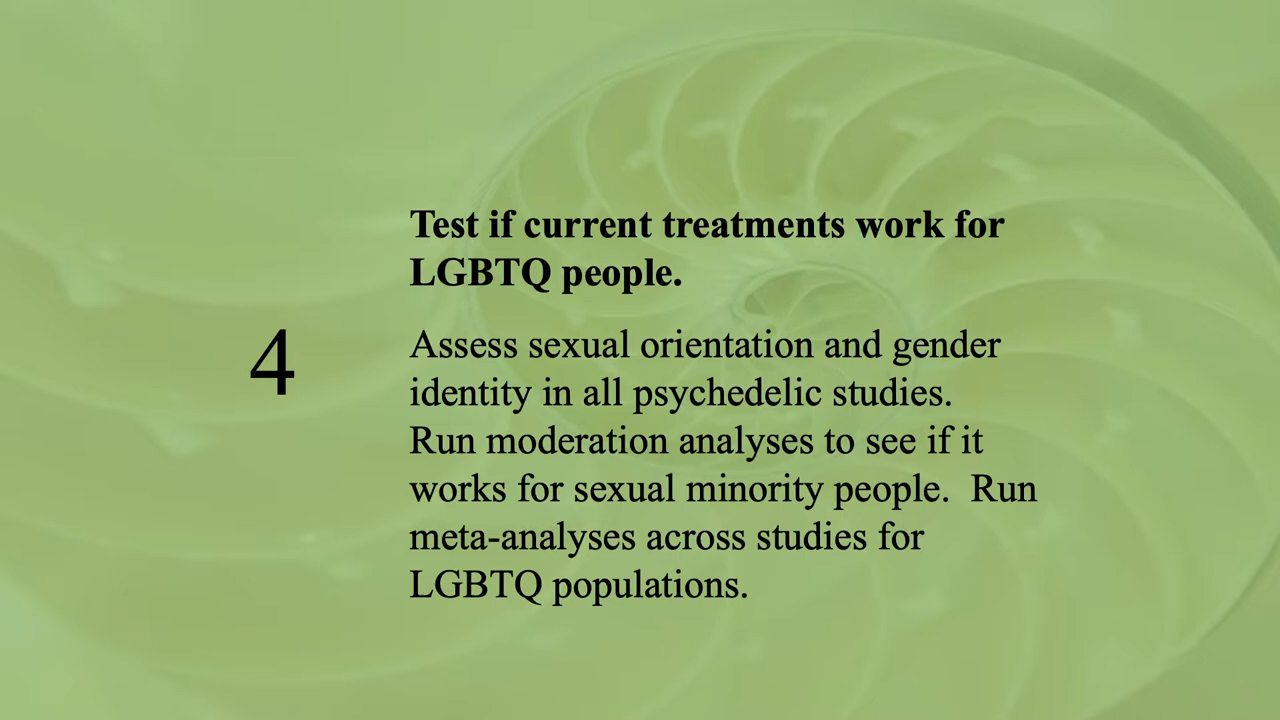 Test if current treatments work for
LGBTQ people.
4
Assess sexual orientation and gender
identity in all psychedelic studies.
Run moderation analyses to see if it
works for sexual minority people.  Run
meta-analyses across studies for
LGBTQ populations.